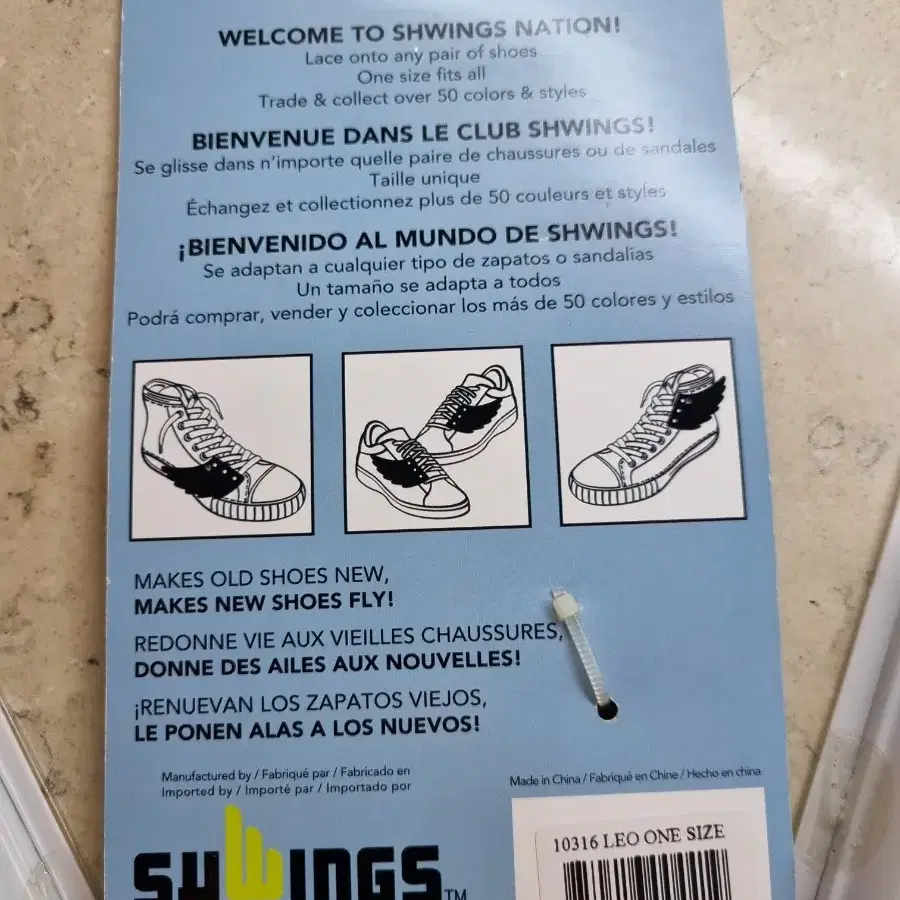 WELCOME TO SHWINGS NATION!
Lace onto any pair of shoes
One size fits all
Trade & collect over 50 colors & styles
BIENVENUE DANS LE CLUB SHWINGS!
Se glisse dans n'importe quelle paire de chaussures ou de sandales
Taille unique
Échangez et collectionnez plus de 50 couleurs et styles
¡BIENVENIDO AL MUNDO DE SHWINGS!
Se adaptan a cualquier tipo de zapatos o sandalias
Un tamaño se adapta a todos
Podrá comprar, vender y coleccionar los más de 50 colores y estilos
MAKES OLD SHOES NEW,
MAKES NEW SHOES FLY!
REDONNE VIE AUX VIEILLES CHAUSSURES,
DONNE DES AILES AUX NOUVELLES!
¡RENUEVAN LOS ZAPATOS VIEJOS,
LE PONEN ALAS A LOS NUEVOS!
Manufactured by / Fabriqué par / Fabricado en
Imported by / Importé par / Importado por
SHWINGS™
Made in China / Fabriqué en Chine / Hecho en china
10316 LEO ONE SIZE